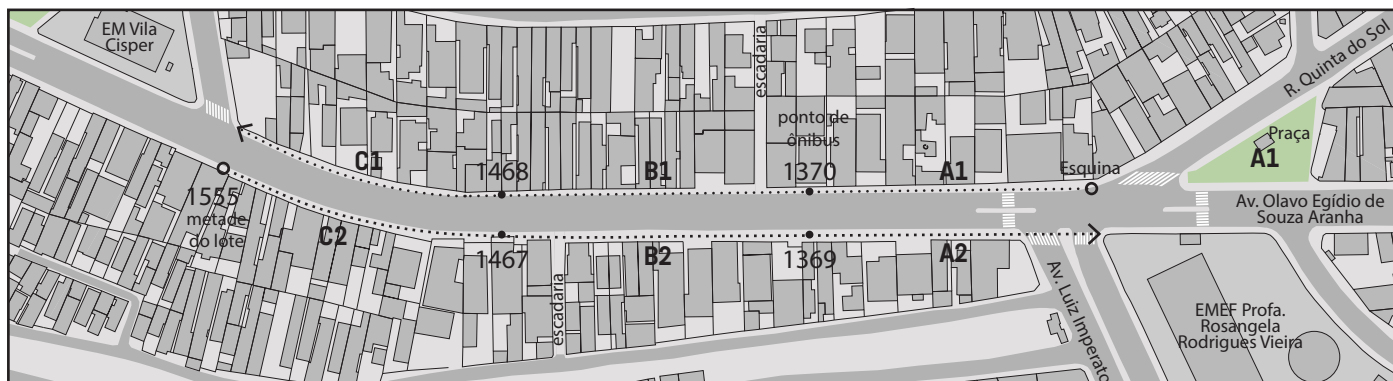 EM Vila
Cisper
escadaria
R. Quinta do Sol
ponto de
ônibus
Praça
C1
1468
B1
1370
A1
Esquina
A1
1555
metade
do lote
Av. Olavo Egídio de
Souza Aranha
C2
1467
B2
1369
A2
escadaria
Av. Luiz Imperato
EMEF Profa.
Rosangela
Rodrigues Vieira